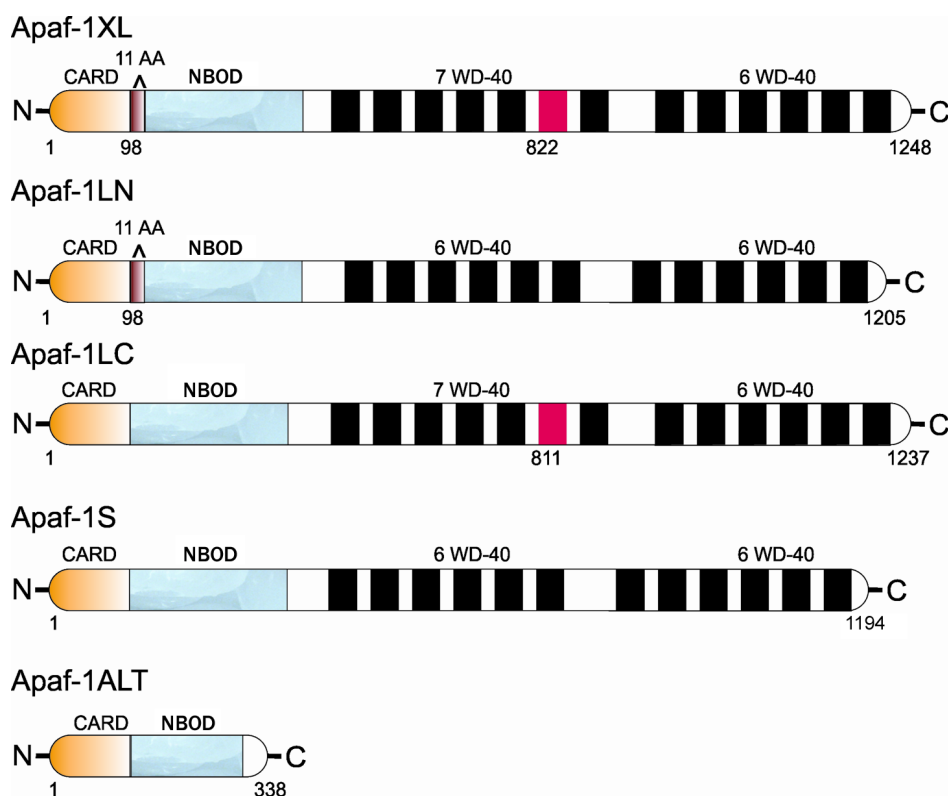 Apaf-1XL
11 AA
CARD NBOD 7 WD-40 6 WD-40
N C
1 98 822 1248
Apaf-1LN
11 AA
CARD NBOD 6 WD-40 6 WD-40
N C
1 98 1205
Apaf-1LC
CARD NBOD 7 WD-40 6 WD-40
N C
1 811 1237
Apaf-1S
CARD NBOD 6 WD-40 6 WD-40
N C
1 1194
Apaf-1ALT
CARD NBOD
N C
1 338